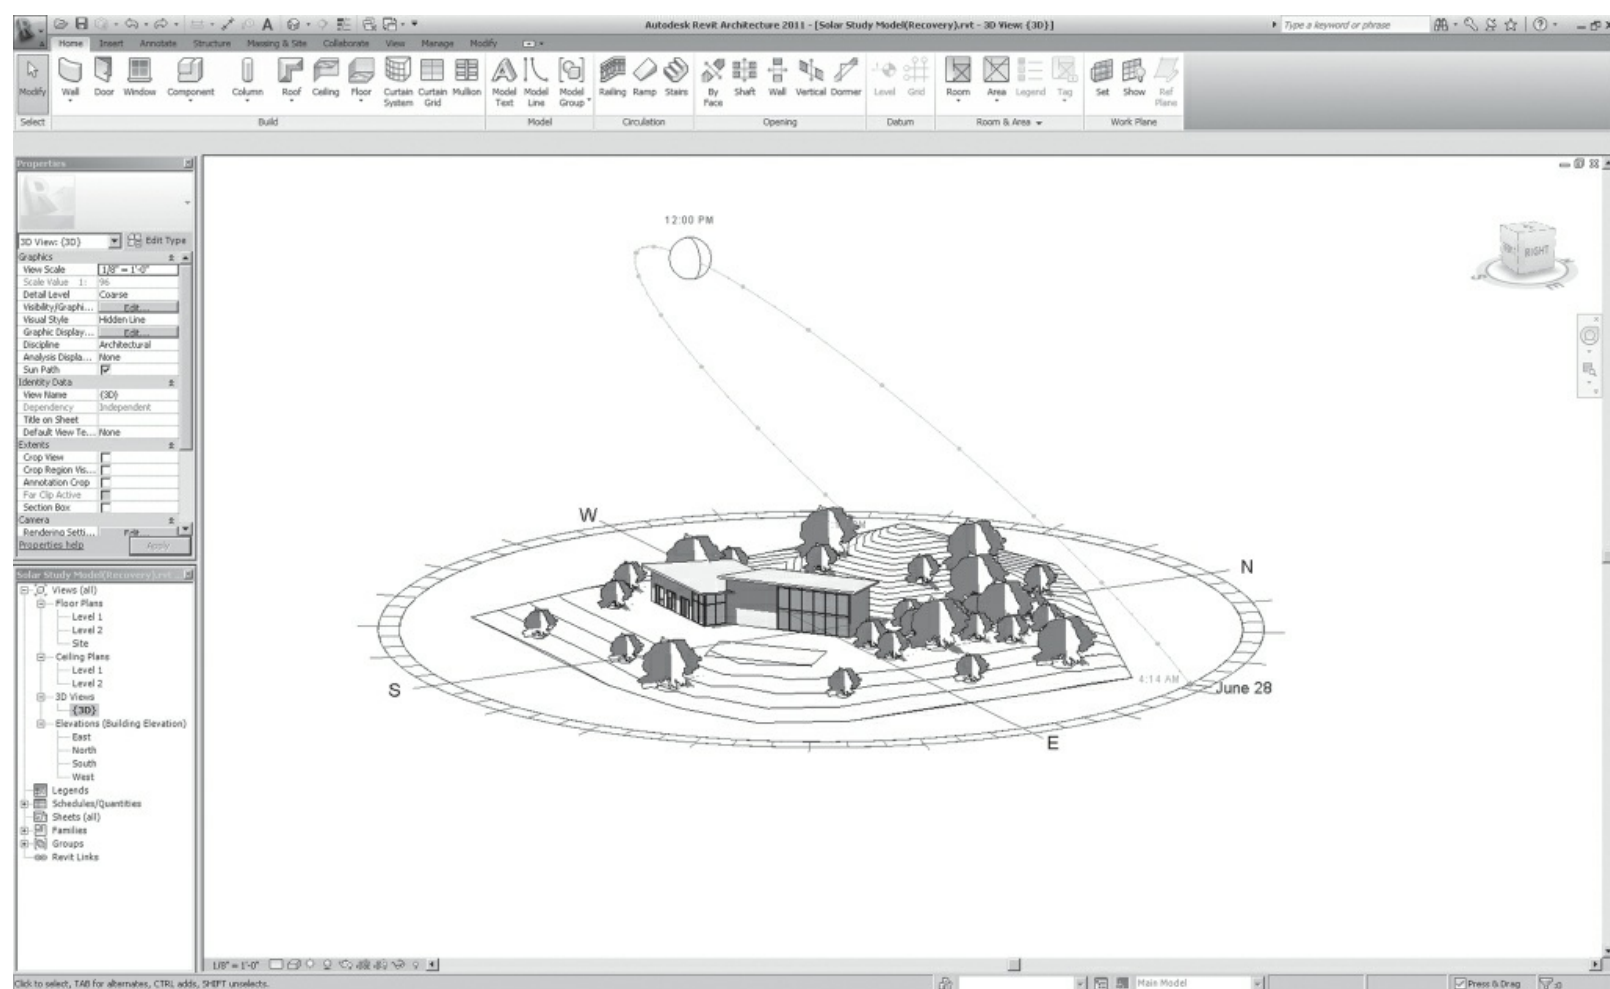 Autodesk Revit Architecture 2011 - [Solar Study Model(Recovery).rvt - 3D View: {3D}]
Type a keyword or phrase
Home Insert Annotate Structure Massing & Site Collaborate View Manage Modify
Modify Wall Door Window Component Column Roof Ceiling Floor Curtain System Curtain Grid Mullion Model Text Model Line Model Group Railing Ramp Stairs By Face Shaft Wall Vertical Dormer Level Grid Room Area Legend Tag Set Show Ref Plane
Select Build Model Circulation Opening Datum Room & Area Work Plane
Properties
3D View: {3D} Edit Type
Graphics
View Scale 1/8" = 1'-0"
Scale Value 1: 96
Detail Level Coarse
Visibility/Graphi... Edit...
Visual Style Hidden Line
Graphic Display... Edit...
Discipline Architectural
Analysis Displa... None
Sun Path
Identity Data
View Name {3D}
Dependency Independent
Title on Sheet
Default View Te... None
Extents
Crop View
Crop Region Vis...
Annotation Crop
Far Clip Active
Section Box
Camera
Rendering Setti... Edit...
Properties help Apply
Solar Study Model(Recovery).rvt ...
Views (all)
Floor Plans
Level 1
Level 2
Site
Ceiling Plans
Level 1
Level 2
3D Views
{3D}
Elevations (Building Elevation)
East
North
South
West
Legends
Schedules/Quantities
Sheets (all)
Families
Groups
Revit Links
12:00 PM
RIGHT
S
E
W
N
S
4:14 AM
June 28
E
1/8" = 1'-0"
Click to select, TAB for alternates, CTRL adds, SHIFT unselects.
Main Model
Press & Drag
:0